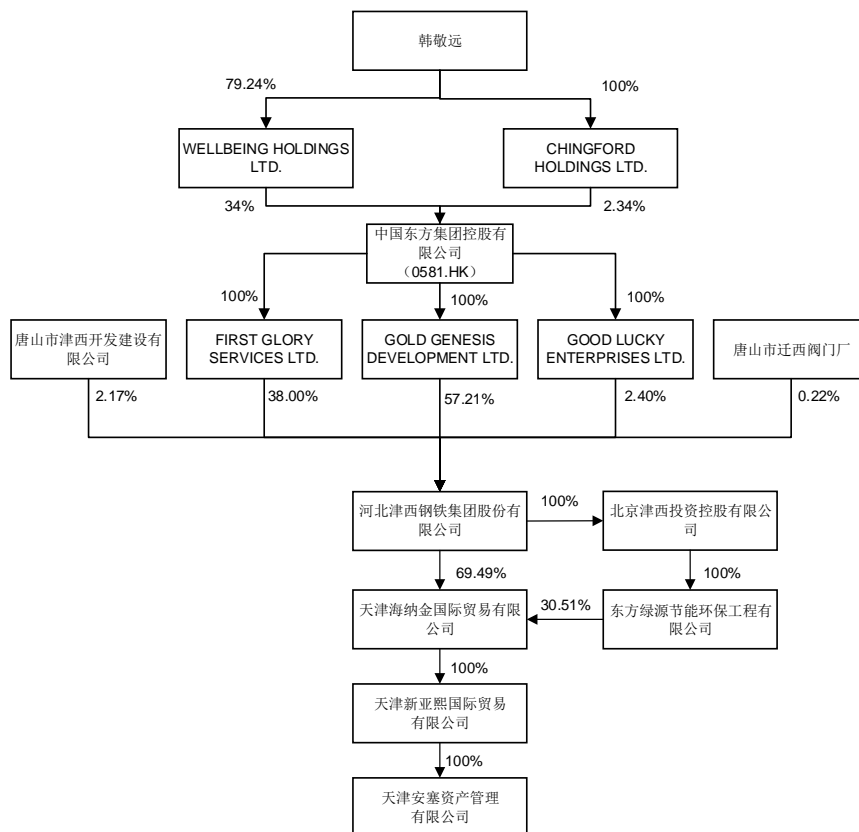 韩敬远
79.24%
100%
WELLBEING HOLDINGS
LTD.
CHINGFORD
HOLDINGS LTD.
34%
2.34%
中国东方集团控股有
限公司
（0581.HK）
100%
100%
100%
唐山市津西开发建设有
限公司
FIRST GLORY
SERVICES LTD.
GOLD GENESIS
DEVELOPMENT LTD.
GOOD LUCKY
ENTERPRISES LTD.
唐山市迁西阀门厂
2.17%
38.00%
57.21%
2.40%
0.22%
河北津西钢铁集团股份有
限公司
100%
北京津西投资控股有限公
司
69.49%
100%
天津海纳金国际贸易有限
公司
30.51%
东方绿源节能环保工程有
限公司
100%
天津新亚熙国际贸易
有限公司
100%
天津安塞资产管理
有限公司